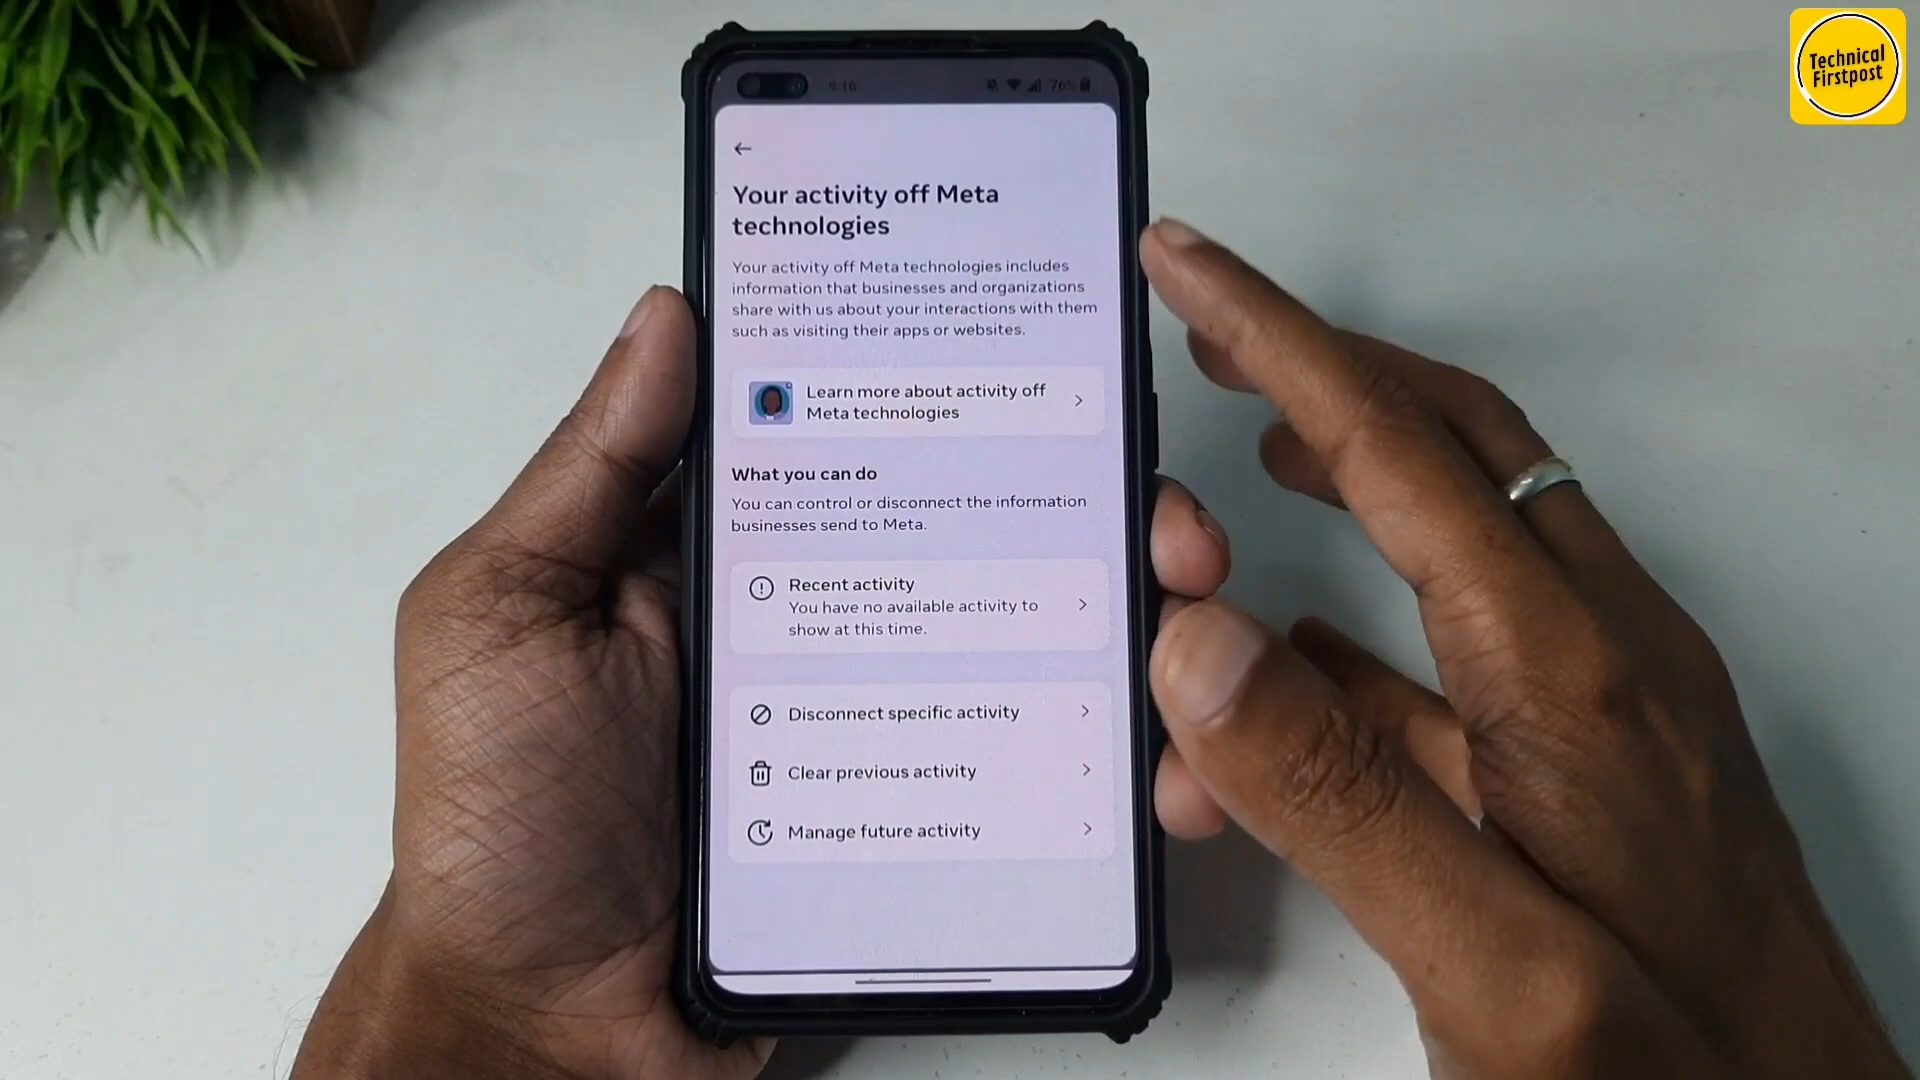 Technical
Firstpost
9:16
76%
Your activity off Meta
technologies
Your activity off Meta technologies includes
information that businesses and organizations
share with us about your interactions with them
such as visiting their apps or websites.
Learn more about activity off
Meta technologies
What you can do
You can control or disconnect the information
businesses send to Meta.
Recent activity
You have no available activity to
show at this time.
Disconnect specific activity
Clear previous activity
Manage future activity